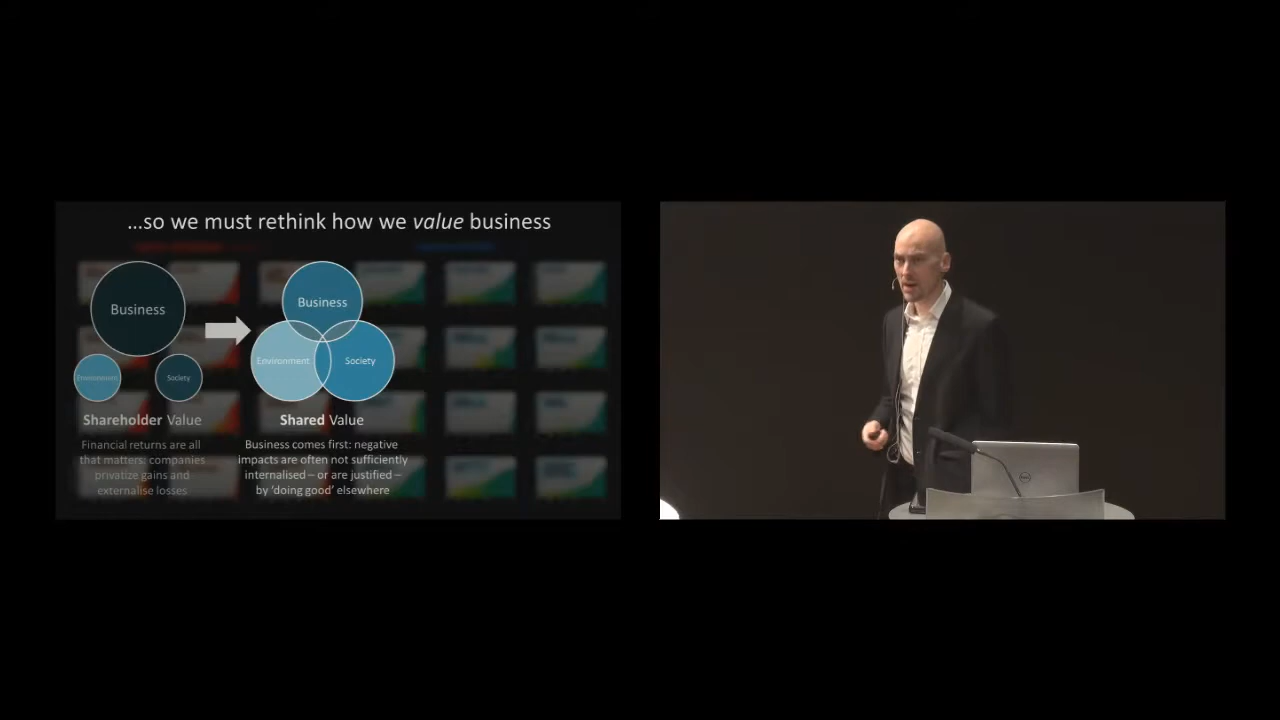 ...so we must rethink how we value business
Business
Environment
Society
Shareholder Value
Financial returns are all
that matters: companies
privatize gains and
externalise losses
Business
Environment
Society
Shared Value
Business comes first: negative
impacts are often not sufficiently
internalised – or are justified –
by ‘doing good’ elsewhere
DELL